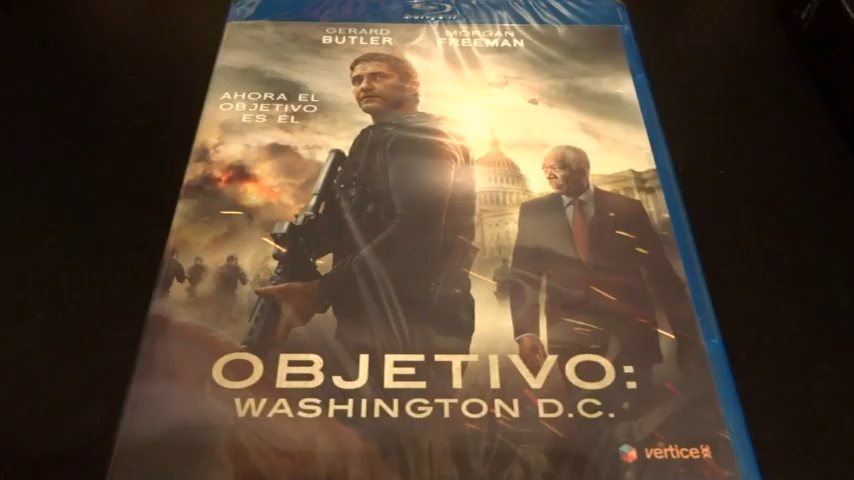 GERARD
BUTLER
MORGAN
FREEMAN
AHORA EL
OBJETIVO
ES ÉL
OBJETIVO:
WASHINGTON D.C.
vertice